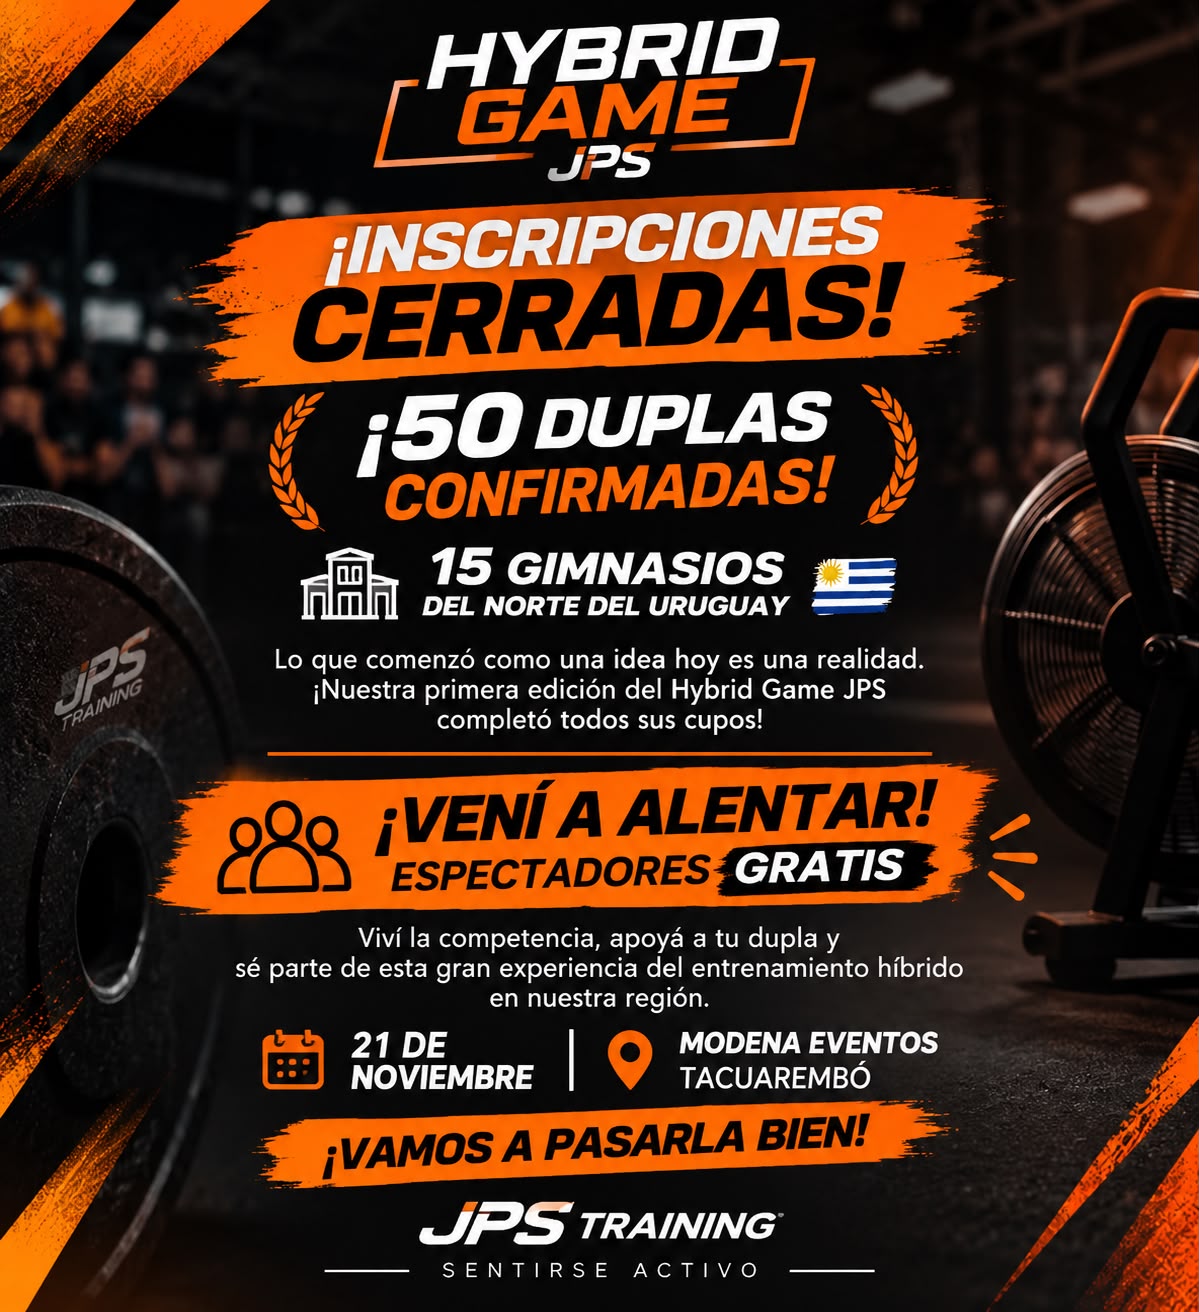 HYBRID
GAME
JPS
¡INSCRIPCIONES
CERRADAS!
¡50 DUPLAS
CONFIRMADAS!
15 GIMNASIOS
DEL NORTE DEL URUGUAY
JPS
TRAINING
Lo que comenzó como una idea hoy es una realidad.
¡Nuestra primera edición del Hybrid Game JPS
completó todos sus cupos!
¡VENÍ A ALENTAR!
ESPECTADORES GRATIS
Viví la competencia, apoyá a tu dupla y
sé parte de esta gran experiencia del entrenamiento híbrido
en nuestra región.
21 DE
NOVIEMBRE
MODENA EVENTOS
TACUAREMBÓ
¡VAMOS A PASARLA BIEN!
JPS TRAINING
SENTIRSE ACTIVO